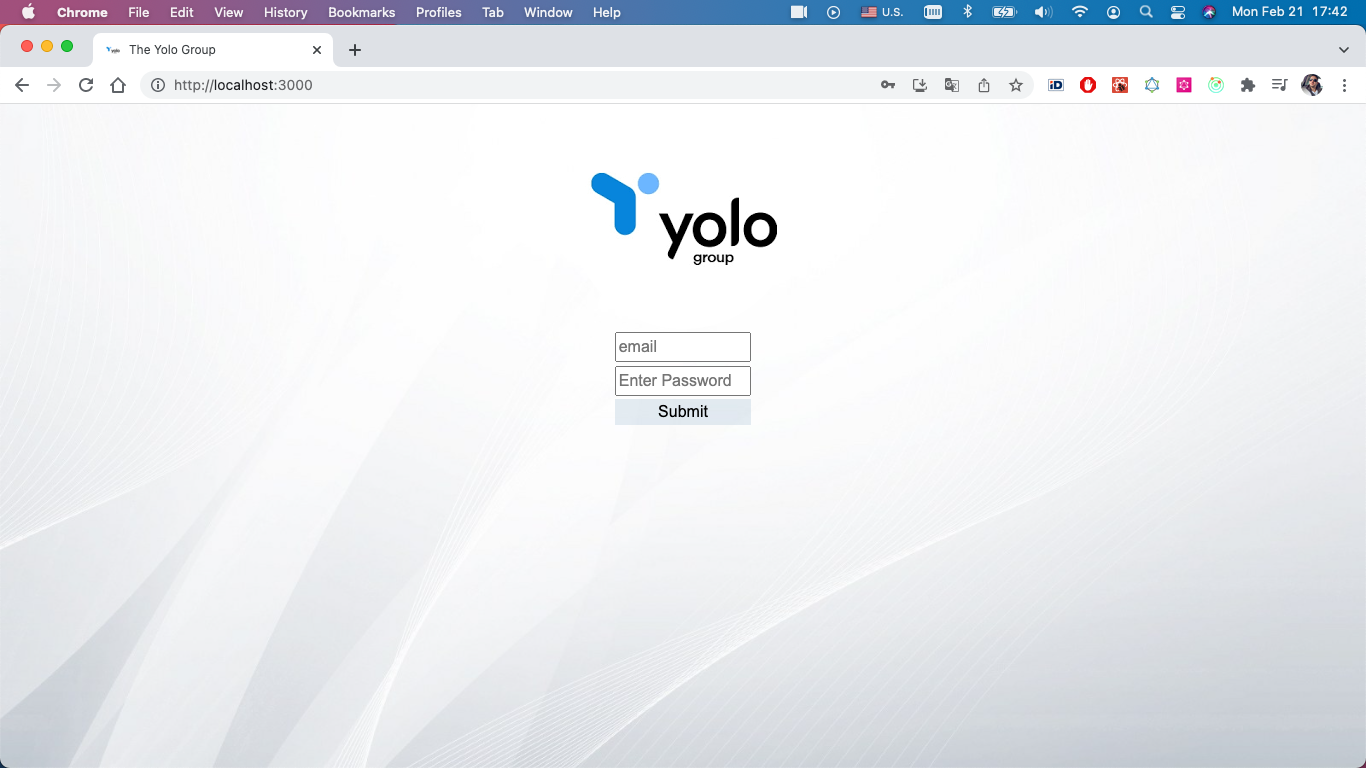 Chrome File Edit View History Bookmarks Profiles Tab Window Help U.S. Mon Feb 21 17:42
The Yolo Group
http://localhost:3000
yolo
group
email
Enter Password
Submit